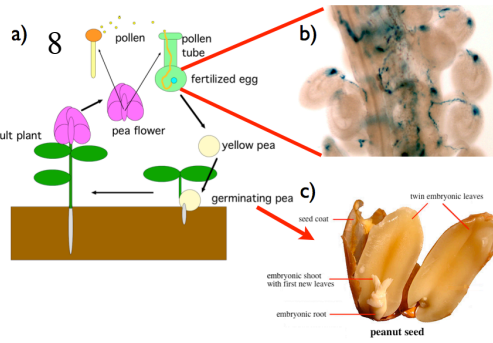 a) 8
pollen
pollen
tube
fertilized egg
pea flower
ult plant
yellow pea
germinating pea
b)
c)
seed coat
twin embryonic leaves
embryonic shoot
with first new leaves
embryonic root
peanut seed